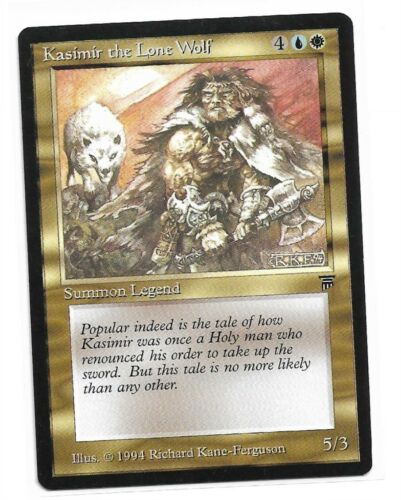 Kasimir the Lone Wolf 4
R.K.F.
Summon Legend
Popular indeed is the tale of how
Kasimir was once a Holy man who
renounced his order to take up the
sword. But this tale is no more likely
than any other.
Illus. © 1994 Richard Kane-Ferguson
5/3